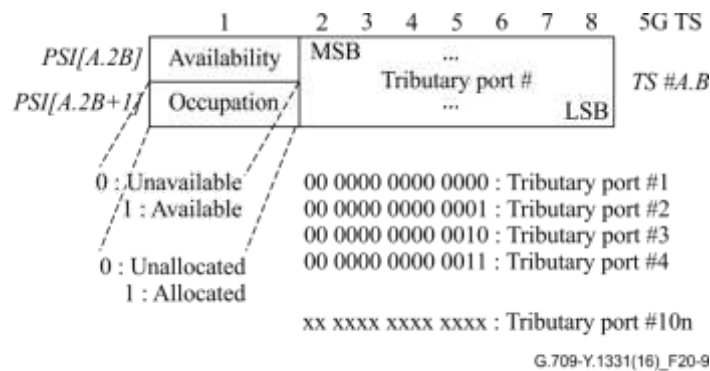 1 2 3 4 5 6 7 8 5G TS
PSI[A.2B] Availability MSB ...
Tributary port # TS #A.B
PSI[A.2B+1] Occupation ... LSB
0 : Unavailable 00 0000 0000 0000 : Tributary port #1
1 : Available 00 0000 0000 0001 : Tributary port #2
00 0000 0000 0010 : Tributary port #3
0 : Unallocated 00 0000 0000 0011 : Tributary port #4
1 : Allocated
xx xxxx xxxx xxxx : Tributary port #10n
G.709-Y.1331(16)_F20-9